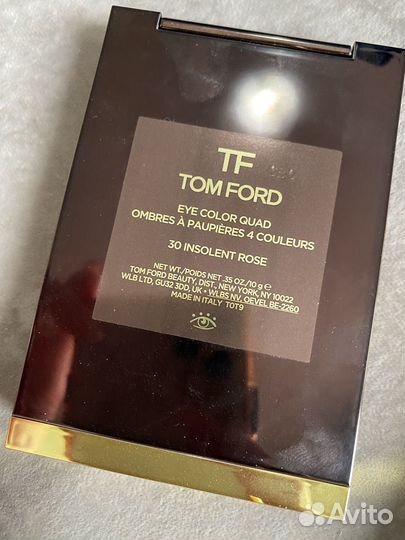 TF
TOM FORD
EYE COLOR QUAD
OMBRES À PAUPIÈRES 4 COULEURS
30 INSOLENT ROSE
NET WT./POIDS NET .35 OZ./10 g ℮
TOM FORD BEAUTY, DIST., NEW YORK, NY 10022
WLB LTD, GU32 3DD, UK • WLBS NV, OEVEL BE-2260
MADE IN ITALY T0T9
Avito